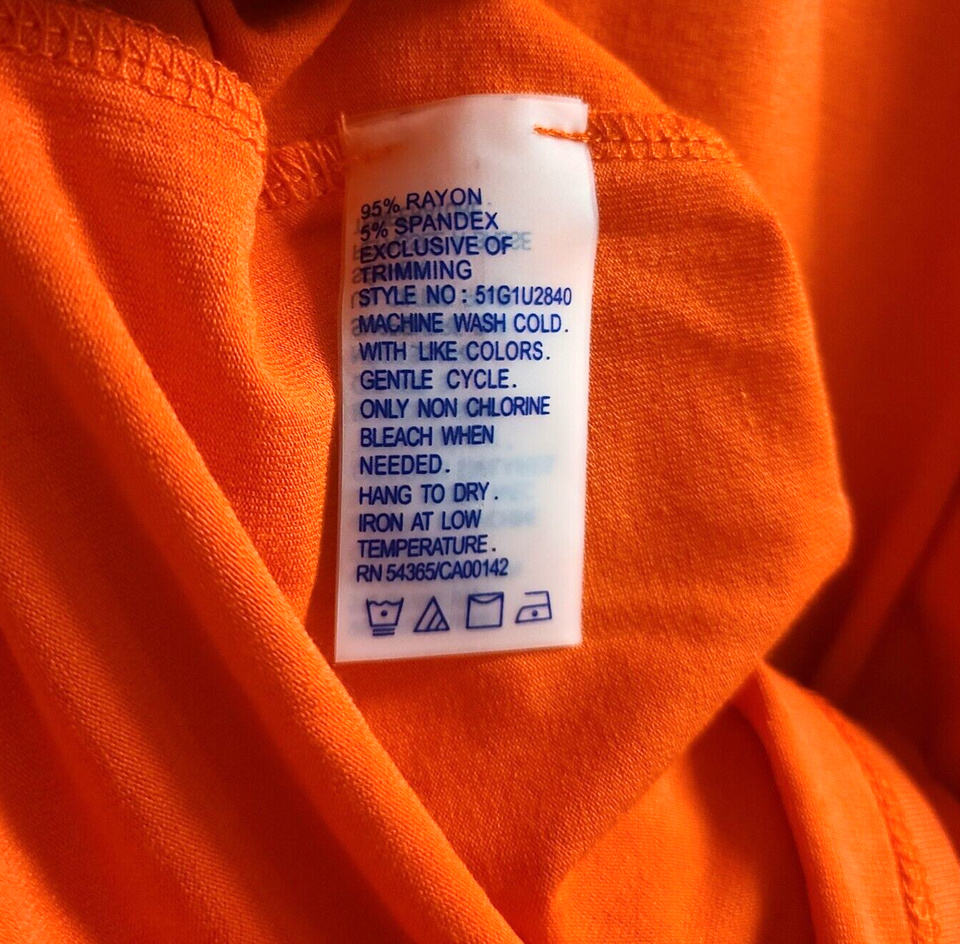 95% RAYON
5% SPANDEX
EXCLUSIVE OF
TRIMMING
STYLE NO : 51G1U2840
MACHINE WASH COLD.
WITH LIKE COLORS.
GENTLE CYCLE.
ONLY NON CHLORINE
BLEACH WHEN
NEEDED.
HANG TO DRY.
IRON AT LOW
TEMPERATURE.
RN 54365/CA00142